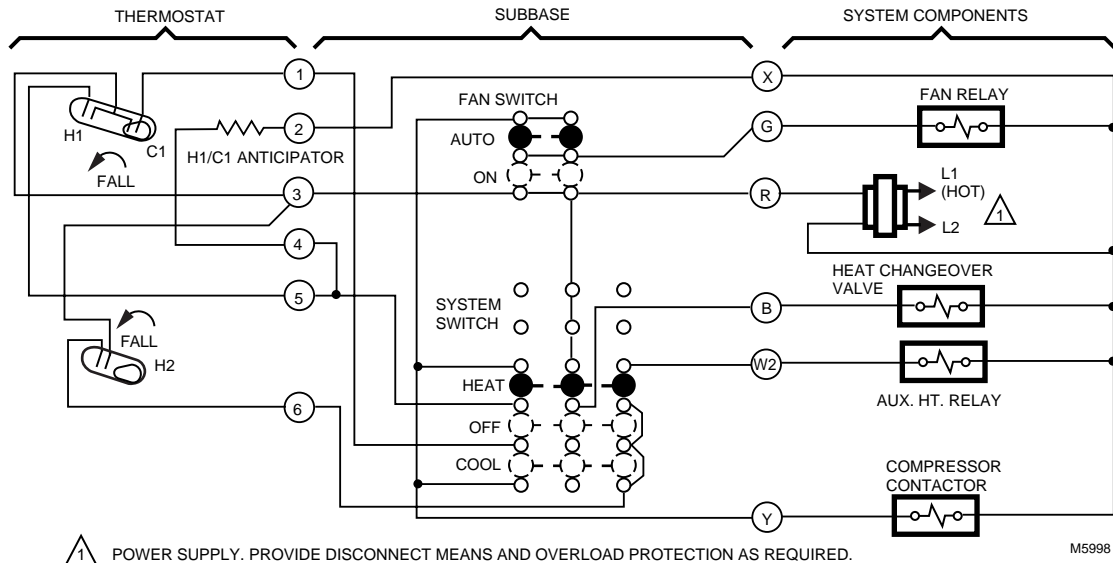 THERMOSTAT
SUBBASE
SYSTEM COMPONENTS
1
X
FAN RELAY
FAN SWITCH
H1
C1
2
AUTO
G
H1/C1 ANTICIPATOR
FALL
ON
L1
(HOT)
3
R
1
L2
4
HEAT CHANGEOVER
VALVE
5
SYSTEM
SWITCH
B
FALL
H2
HEAT
W2
AUX. HT. RELAY
6
OFF
COOL
COMPRESSOR
CONTACTOR
Y
1 POWER SUPPLY. PROVIDE DISCONNECT MEANS AND OVERLOAD PROTECTION AS REQUIRED.
M5998